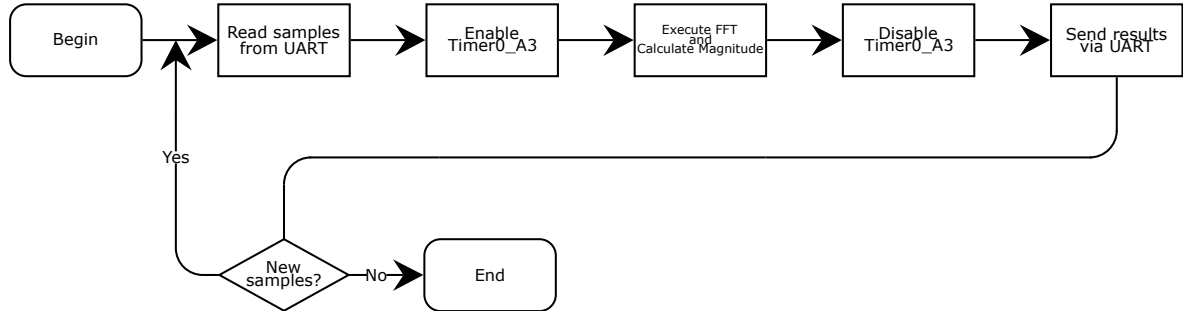 Begin
Read samples
from UART
Enable
Timer0_A3
Execute FFT
and
Calculate Magnitude
Disable
Timer0_A3
Send results
via UART
Yes
New
samples?
No
End